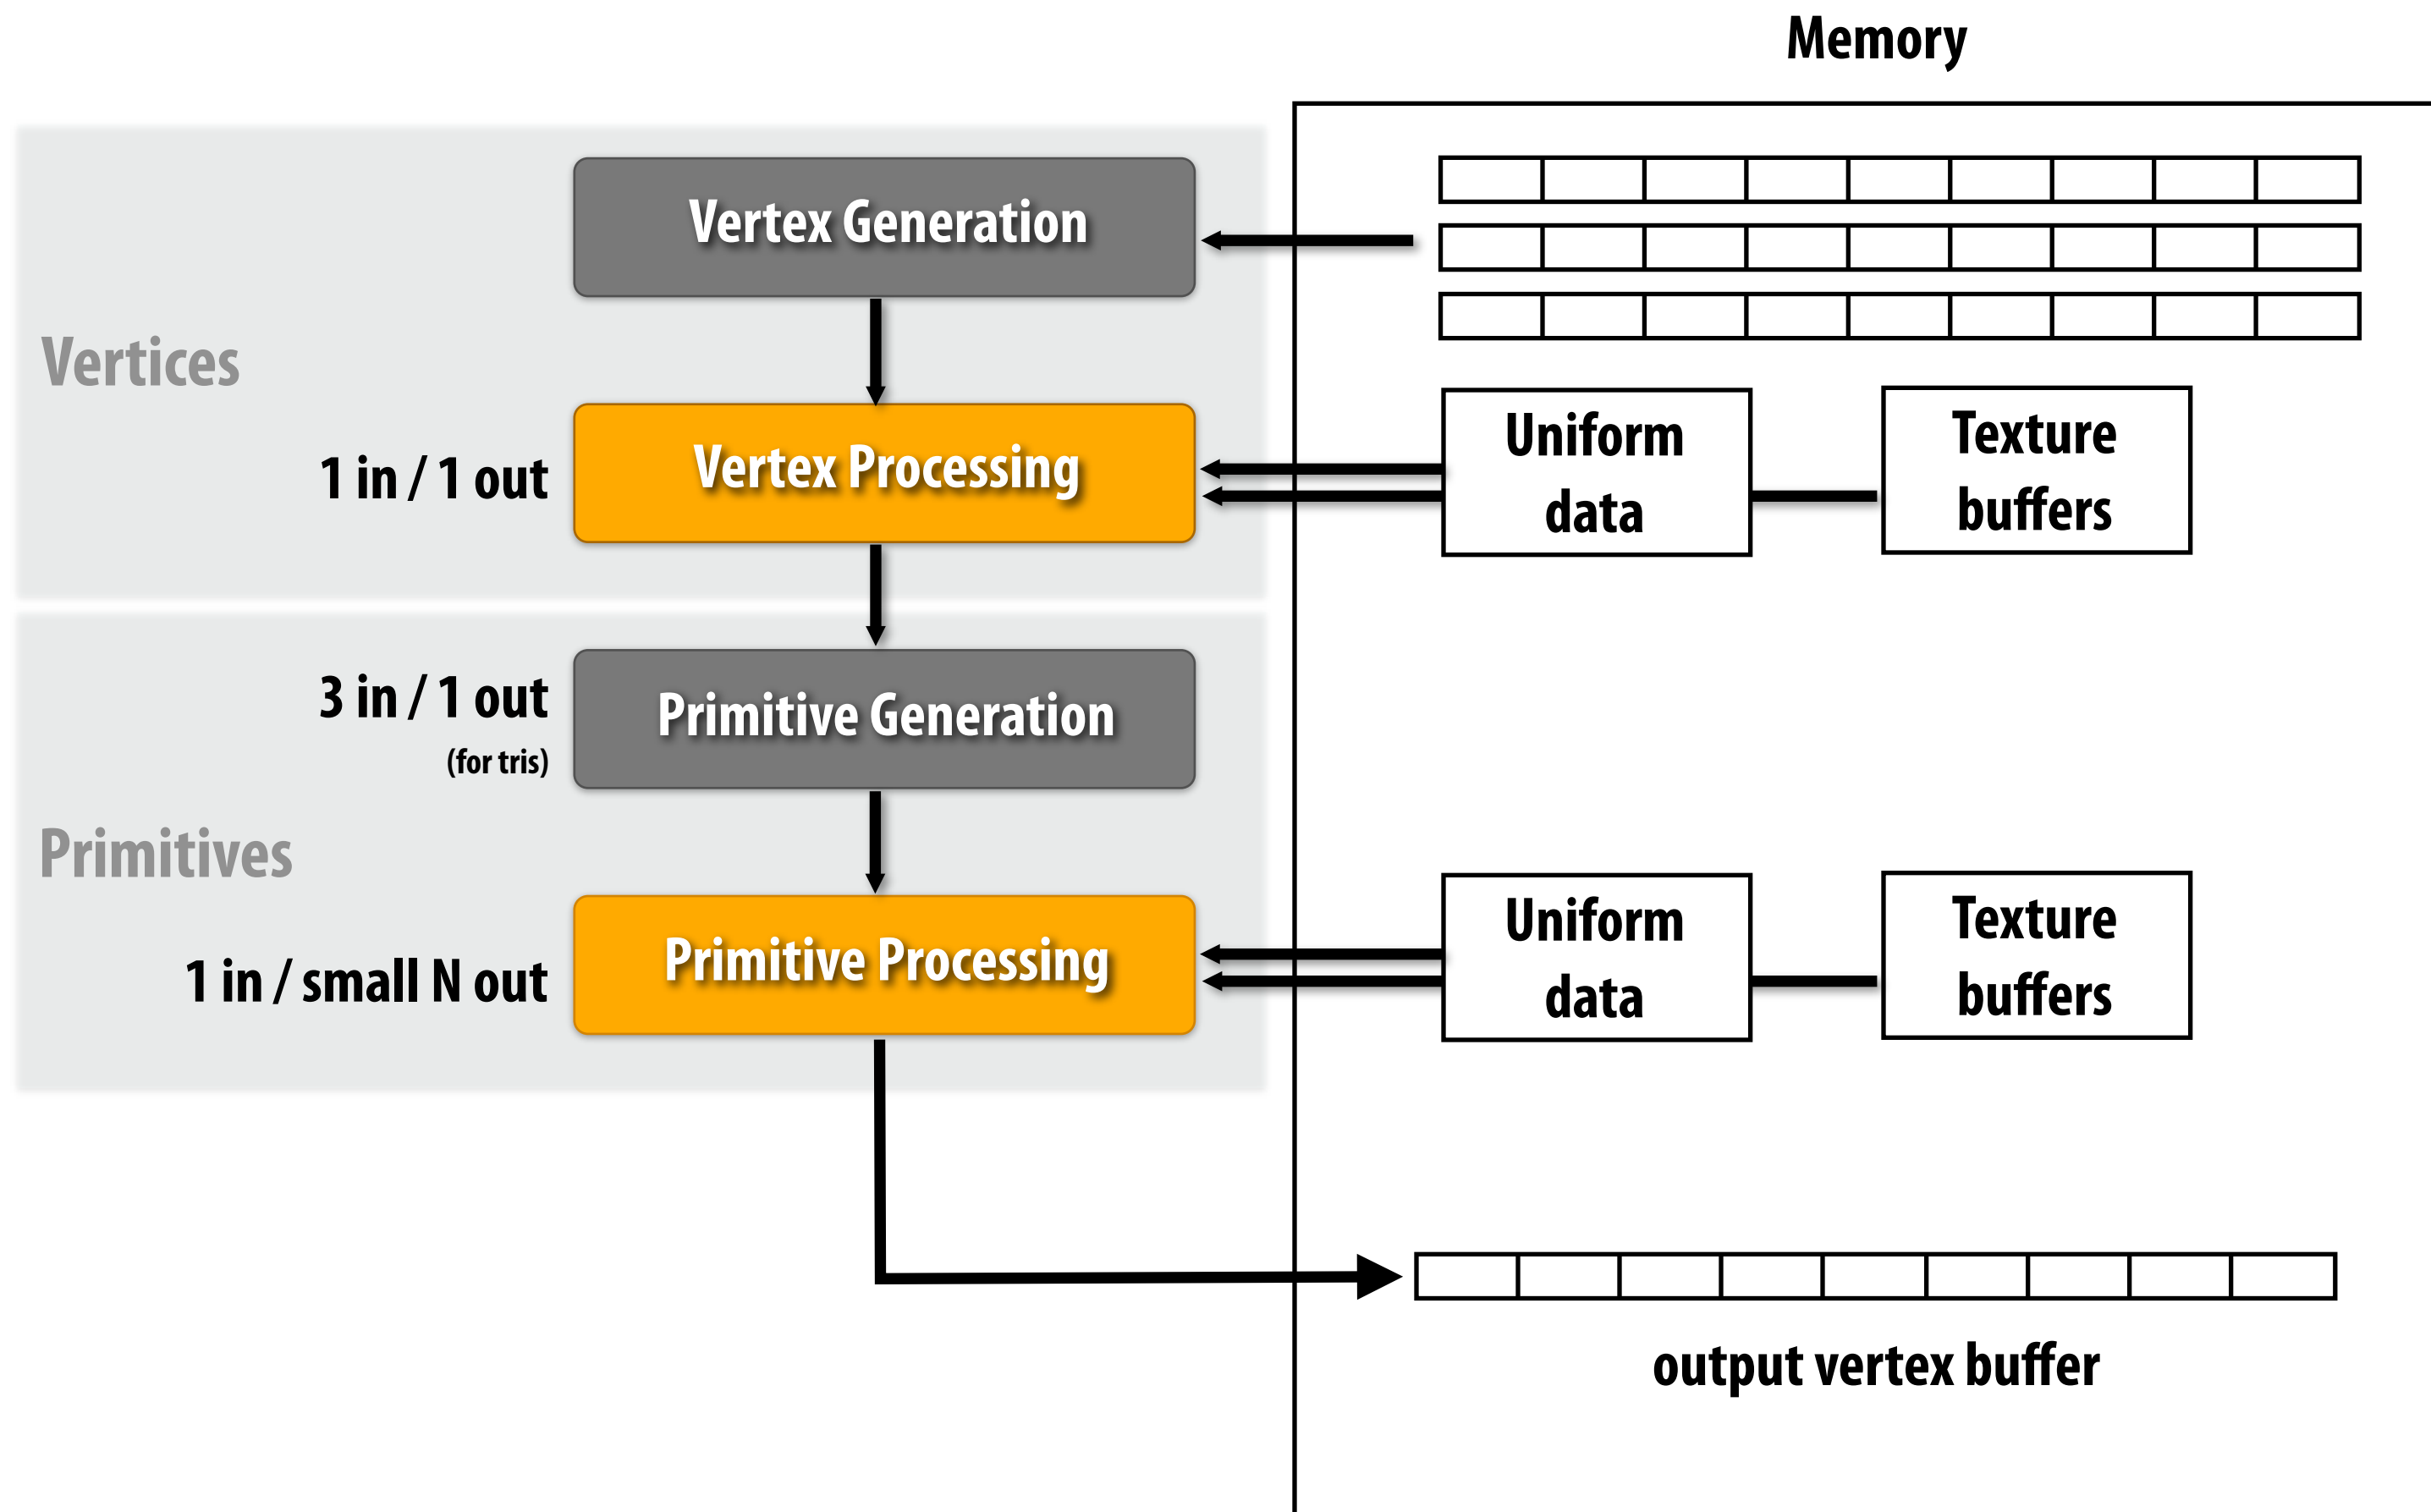 Memory
Vertex Generation
Vertices
1 in / 1 out
Vertex Processing
Uniform
data
Texture
buffers
3 in / 1 out
(for tris)
Primitive Generation
Primitives
1 in / small N out
Primitive Processing
Uniform
data
Texture
buffers
output vertex buffer